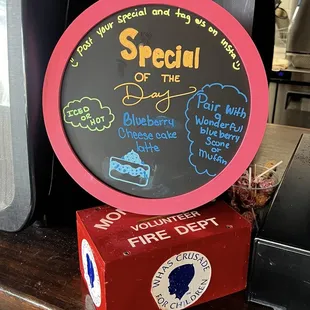 Post your special and tag us on Insta
Special
OF THE
Day
ICED
OR
HOT
Blueberry
Cheese cake
latte
Pair with
a
Wonderful
blueberry
Scone
or
Muffin
VOLUNTEER
FIRE DEPT
WHAS CRUSADE
FOR CHILDREN